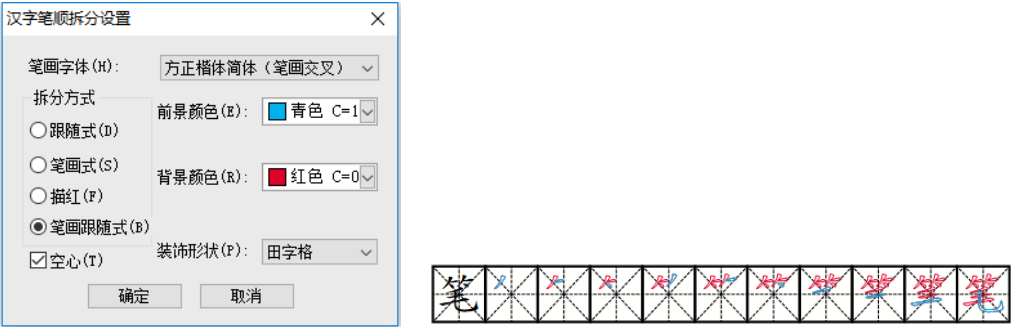 汉字笔顺拆分设置
笔画字体(H): 方正楷体简体（笔画交叉）
拆分方式
跟随式(D)
笔画式(S)
描红(F)
笔画跟随式(B)
空心(T)
前景颜色(E): 青色 C=1
背景颜色(R): 红色 C=0
装饰形状(P): 田字格
确定 取消
笔